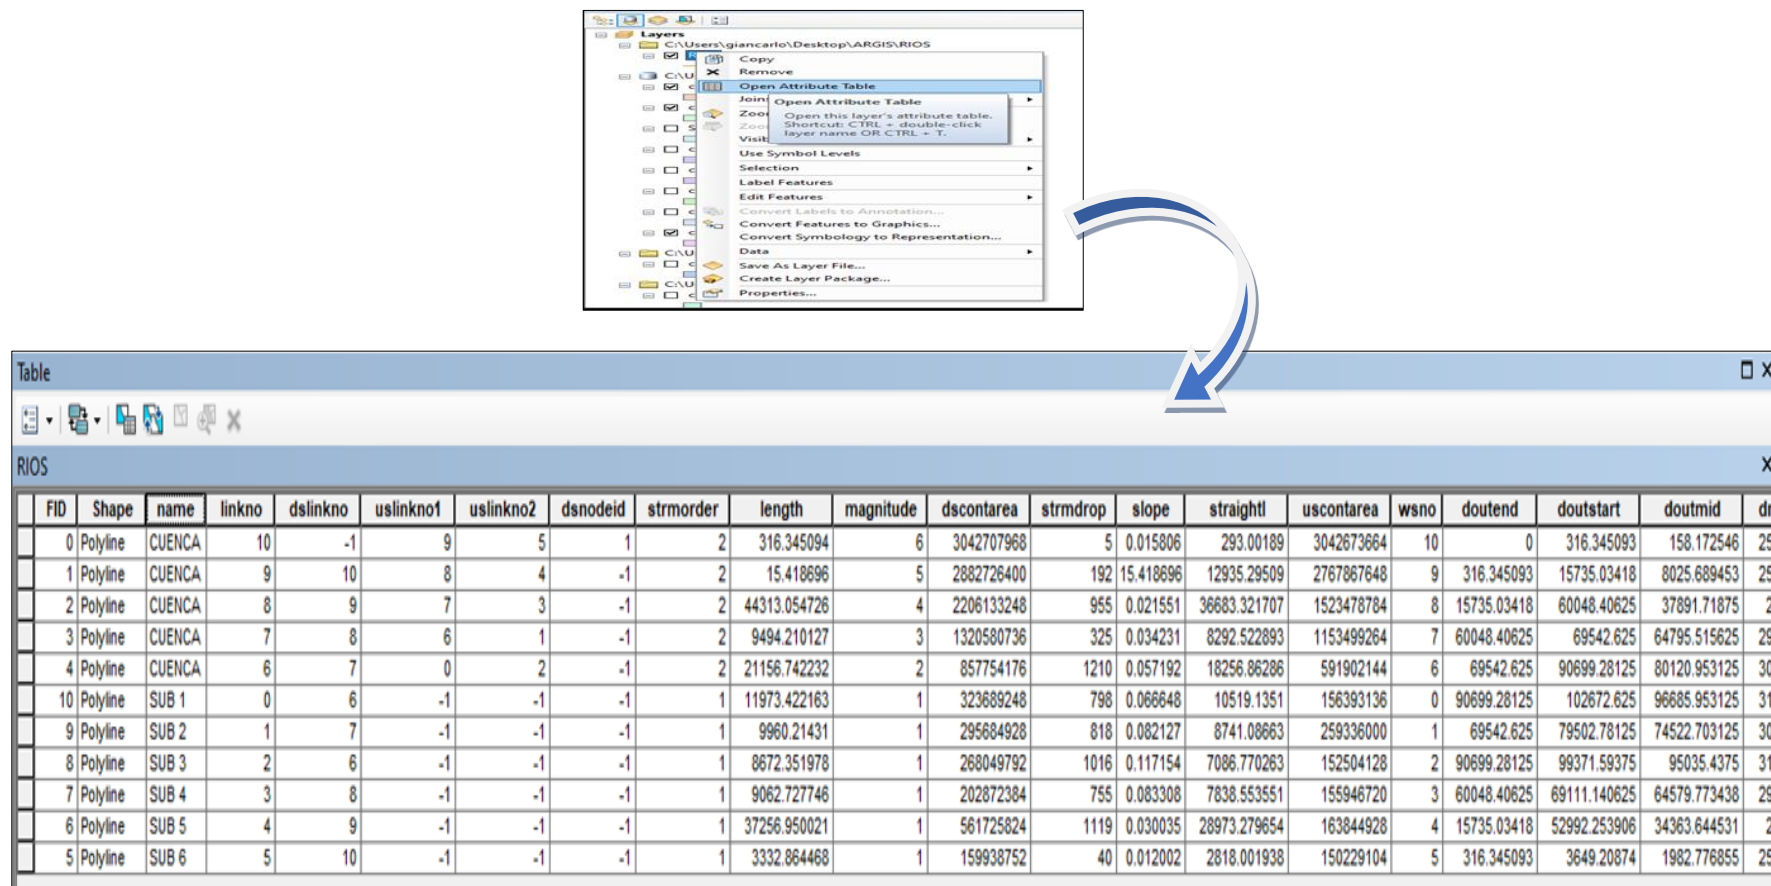 Layers
C:\Users\giancarlo\Desktop\ARGIS\RIOS
Copy
C:\U
Remove
Open Attribute Table
Open Attribute Table
Open this layer's attribute table.
Shortcut: CTRL + double-click
layer name OR CTRL + T.
Use Symbol Levels
Selection
Label Features
Edit Features
Convert Labels to Annotation...
Convert Features to Graphics...
Convert Symbology to Representation...
C:\U Data
Save As Layer File...
Create Layer Package...
C:\U
Properties...
Table
RIOS
FID Shape name linkno dslinkno uslinkno1 uslinkno2 dsnodeid strmorder length magnitude dscontarea strmdrop slope straightl uscontarea wsno doutend doutstart doutmid
0 Polyline CUENCA 10 -1 9 5 1 2 316.345094 6 3042707968 5 0.015806 293.00189 3042673664 10 0 316.345093 158.172546 25
1 Polyline CUENCA 9 10 8 4 -1 2 15.418696 5 2882726400 192 15.418696 12935.29509 2767867648 9 316.345093 15735.03418 8025.689453 25
2 Polyline CUENCA 8 9 7 3 -1 2 44313.054726 4 2206133248 955 0.021551 36683.321707 1523478784 8 15735.03418 60048.40625 37891.71875 2
3 Polyline CUENCA 7 8 6 1 -1 2 9494.210127 3 1320580736 325 0.034231 8292.522893 1153499264 7 60048.40625 69542.625 64795.515625 29
4 Polyline CUENCA 6 7 0 2 -1 2 21156.742232 2 857754176 1210 0.057192 18256.86286 591902144 6 69542.625 90699.28125 80120.953125 30
10 Polyline SUB 1 0 6 -1 -1 -1 1 11973.422163 1 323689248 798 0.066648 10519.1351 156393136 0 90699.28125 102672.625 96685.953125 31
9 Polyline SUB 2 1 7 -1 -1 -1 1 9960.21431 1 295684928 818 0.082127 8741.08663 259336000 1 69542.625 79502.78125 74522.703125 30
8 Polyline SUB 3 2 6 -1 -1 -1 1 8672.351978 1 268049792 1016 0.117154 7086.770263 152504128 2 90699.28125 99371.59375 95035.4375 31
7 Polyline SUB 4 3 8 -1 -1 -1 1 9062.727746 1 202872384 755 0.083308 7838.553551 155946720 3 60048.40625 69111.140625 64579.773438 29
6 Polyline SUB 5 4 9 -1 -1 -1 1 37256.950021 1 561725824 1119 0.030035 28973.279654 163844928 4 15735.03418 52992.253906 34363.644531 2
5 Polyline SUB 6 5 10 -1 -1 -1 1 3332.864468 1 159938752 40 0.012002 2818.001938 150229104 5 316.345093 3649.20874 1982.776855 25